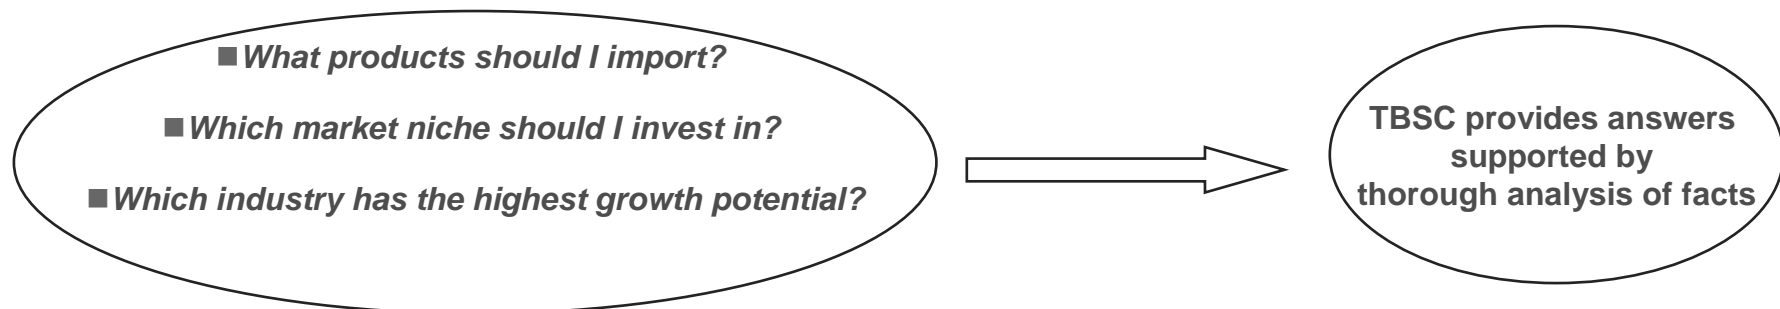 ■ What products should I import?
■ Which market niche should I invest in?
■ Which industry has the highest growth potential?
TBSC provides answers
supported by
thorough analysis of facts